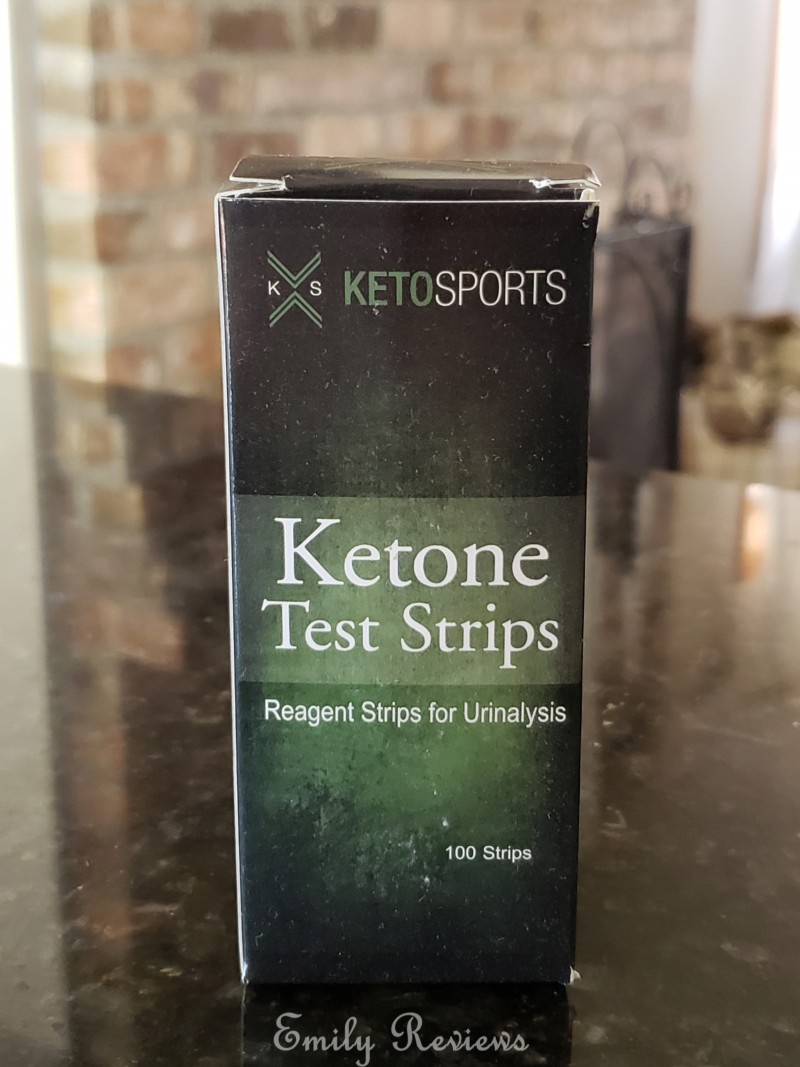 K S KETOSPORTS
Ketone
Test Strips
Reagent Strips for Urinalysis
100 Strips
Emily Reviews